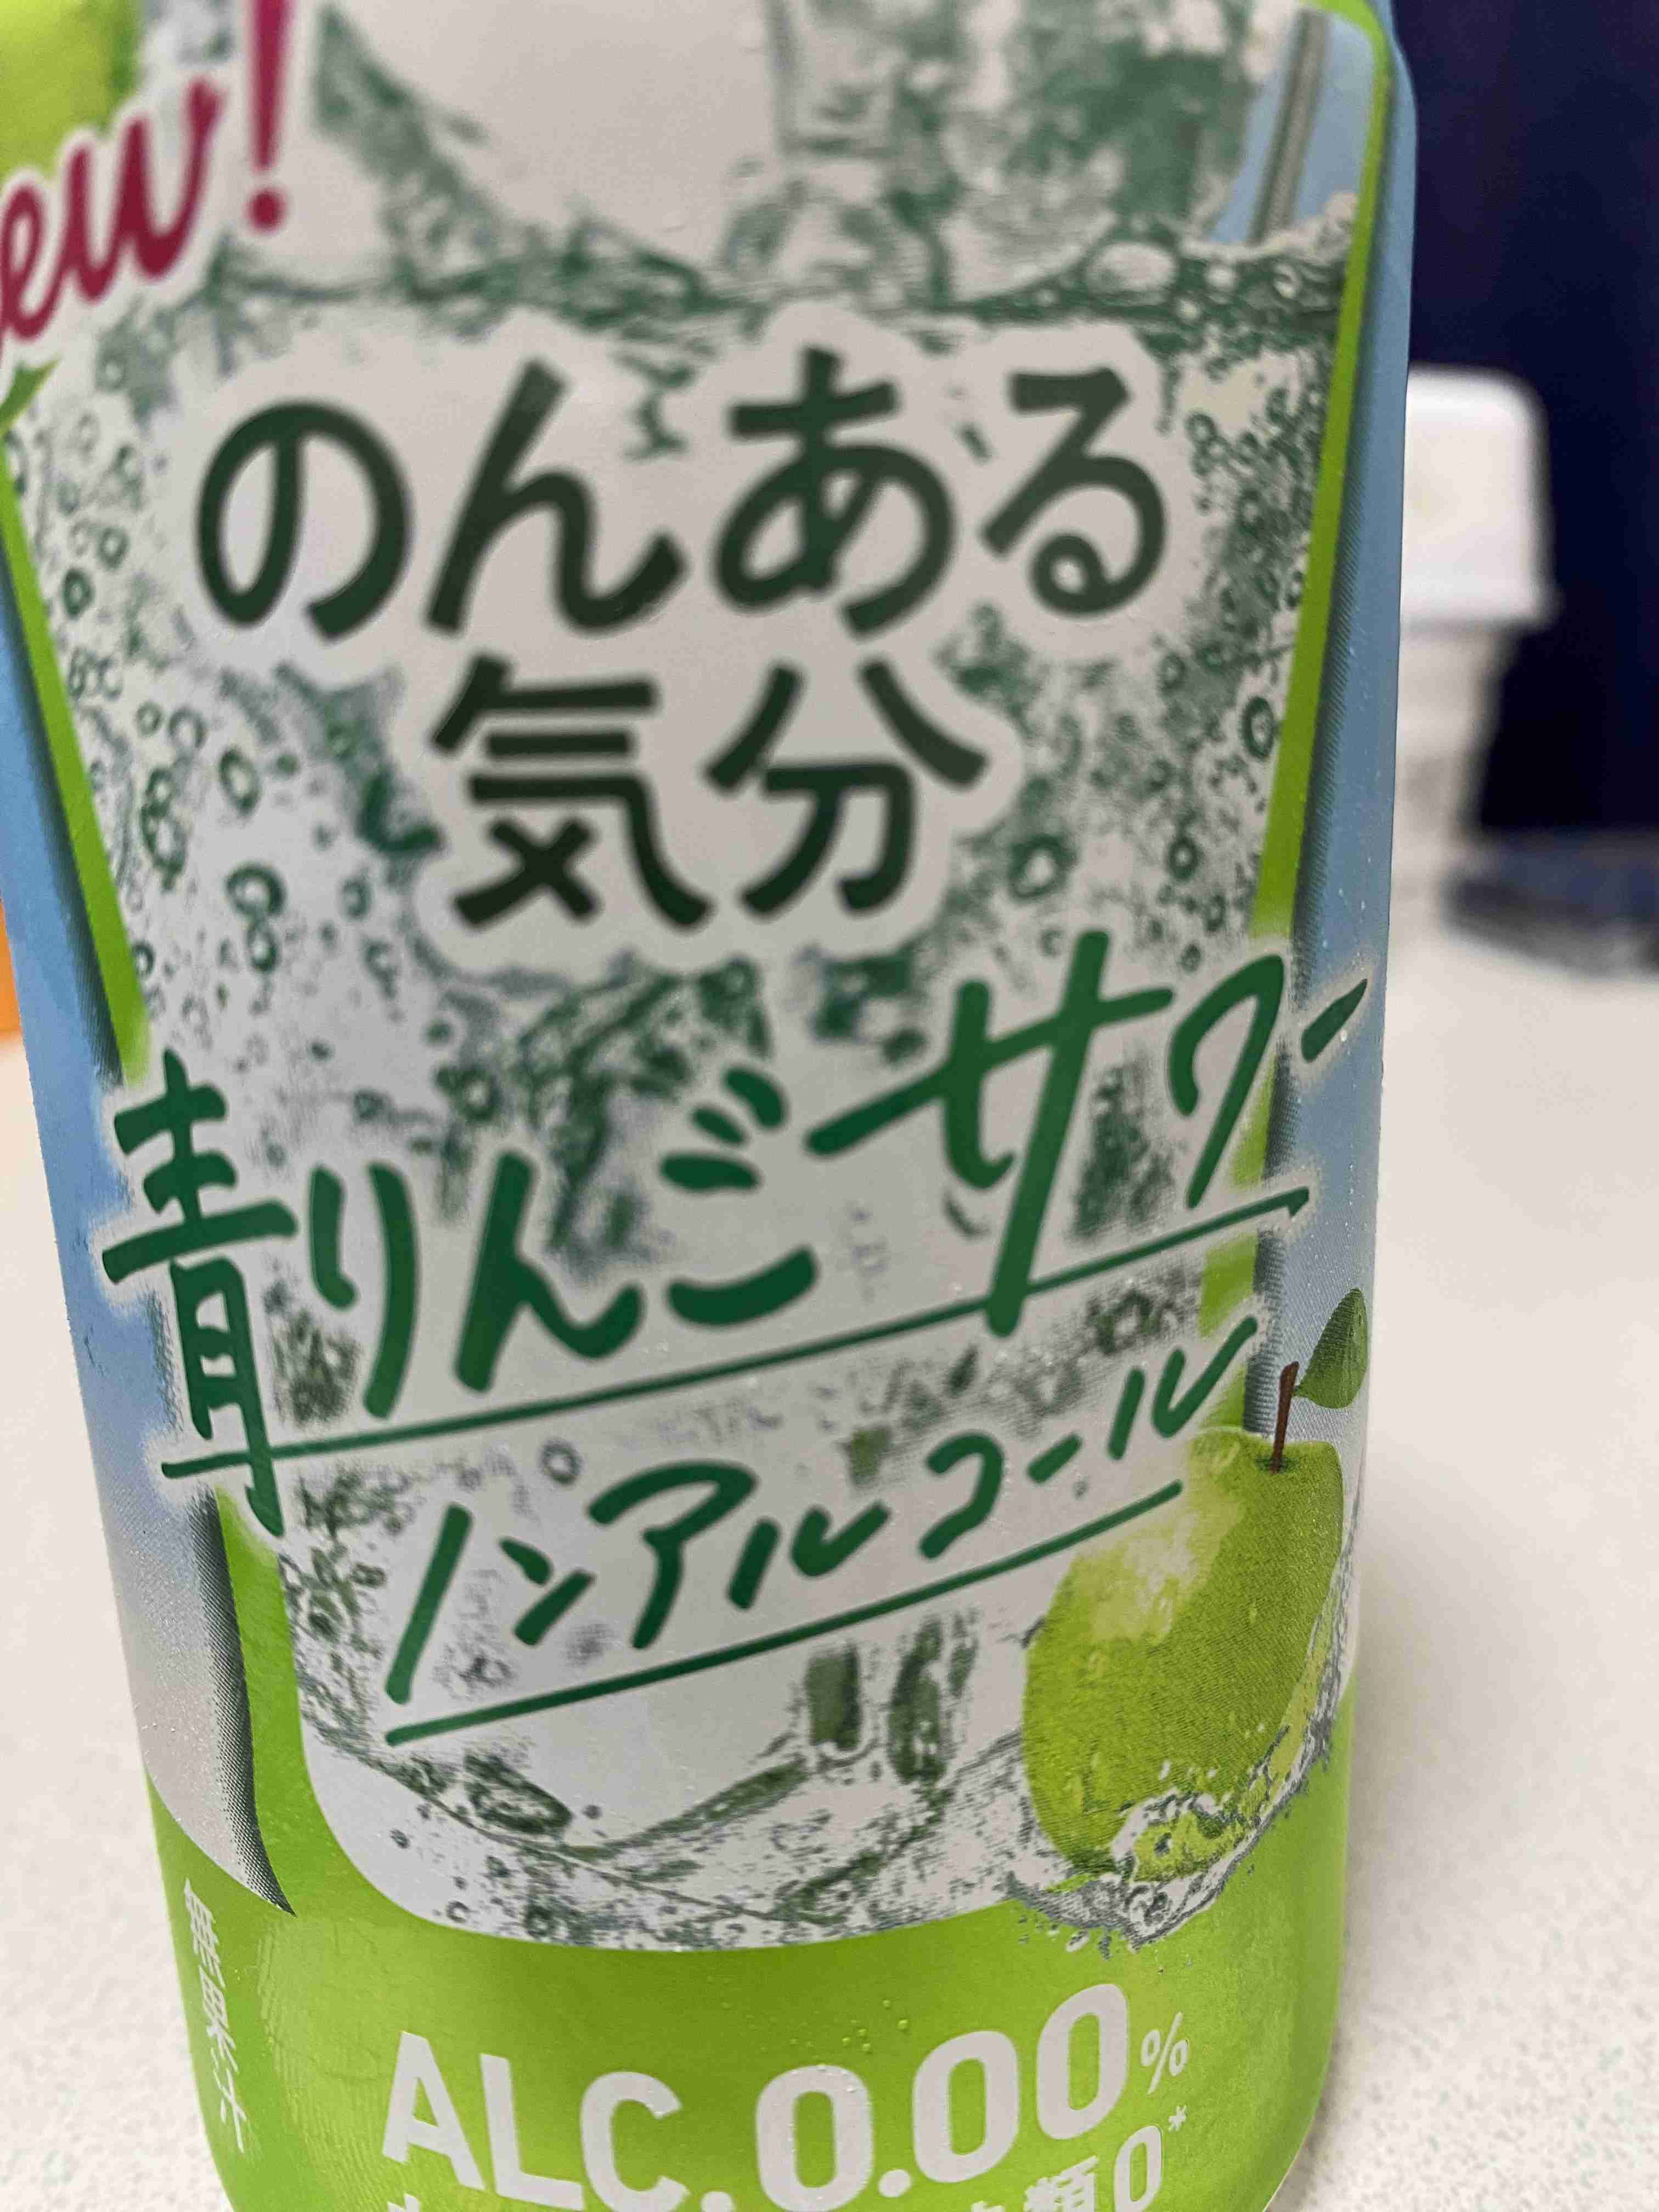 のんある
気分
青りんごサワー
ノンアルコール
無果汁
ALC.0.00%